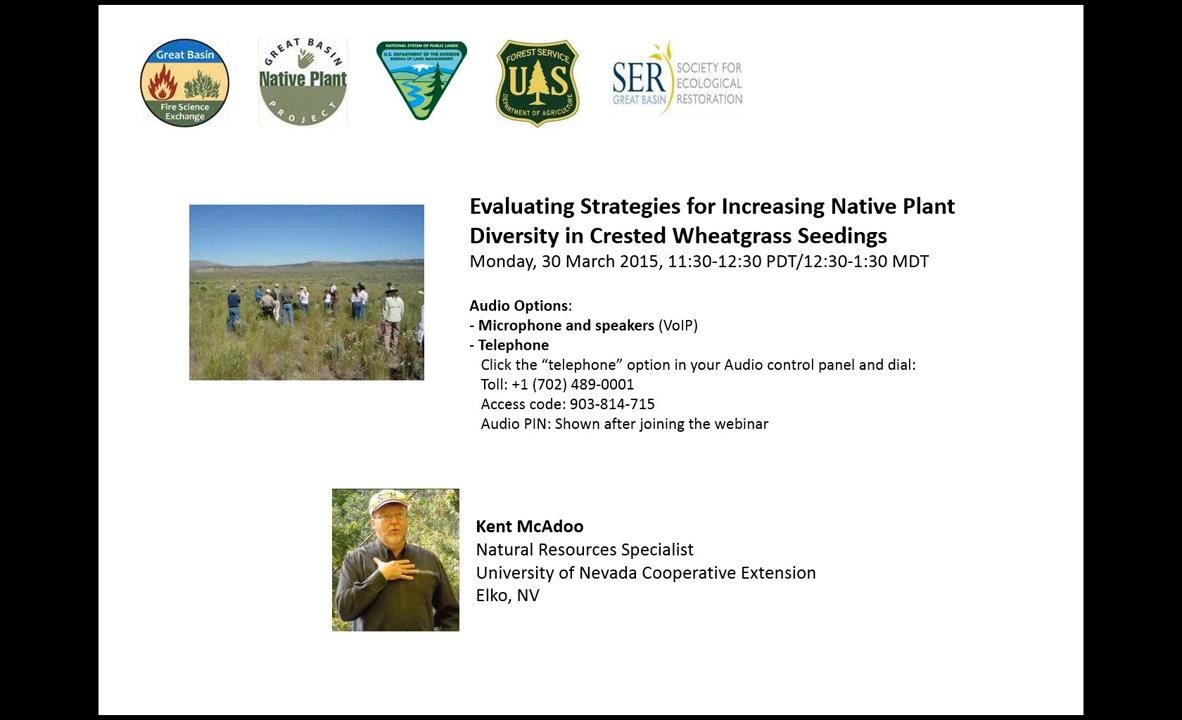 Great Basin
Fire Science
Exchange
GREAT BASIN
Native Plant
PROJECT
NATIONAL SYSTEM OF PUBLIC LANDS
U.S. DEPARTMENT OF THE INTERIOR
BUREAU OF LAND MANAGEMENT
FOREST SERVICE
U S
DEPARTMENT OF AGRICULTURE
SER
GREAT BASIN
SOCIETY FOR
ECOLOGICAL
RESTORATION
Evaluating Strategies for Increasing Native Plant
Diversity in Crested Wheatgrass Seedings
Monday, 30 March 2015, 11:30-12:30 PDT/12:30-1:30 MDT
Audio Options:
- Microphone and speakers (VoIP)
- Telephone
Click the “telephone” option in your Audio control panel and dial:
Toll: +1 (702) 489-0001
Access code: 903-814-715
Audio PIN: Shown after joining the webinar
Kent McAdoo
Natural Resources Specialist
University of Nevada Cooperative Extension
Elko, NV